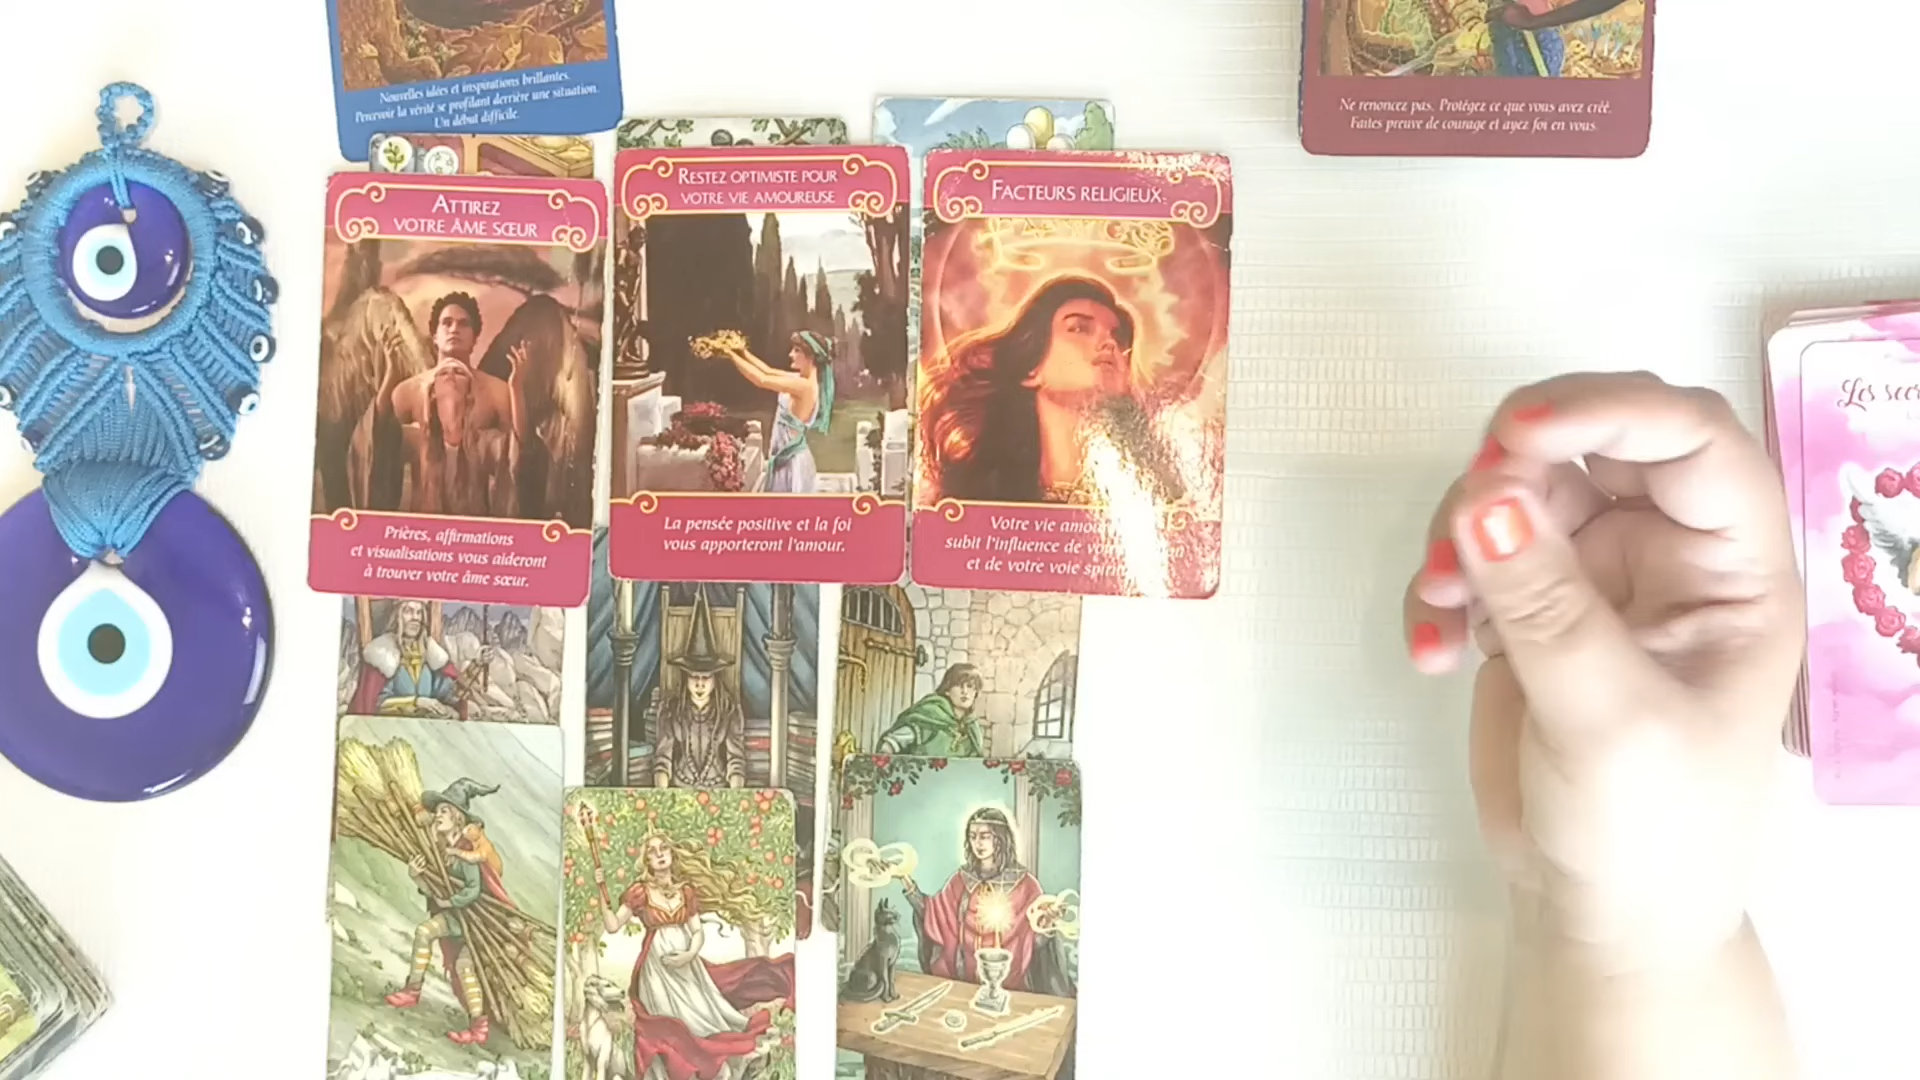 Nouvelles idées et inspirations brillantes.
Percevoir la vérité se profilant derrière une situation.
Un début difficile.
Ne renoncez pas. Protégez ce que vous avez créé.
Faites preuve de courage et ayez foi en vous.
ATTIREZ
VOTRE ÂME SŒUR
Prières, affirmations
et visualisations vous aideront
à trouver votre âme sœur.
RESTEZ OPTIMISTE POUR
VOTRE VIE AMOUREUSE
La pensée positive et la foi
vous apporteront l'amour.
FACTEURS RELIGIEUX.
Votre vie
subit l'influence de
et de votre voie
Les